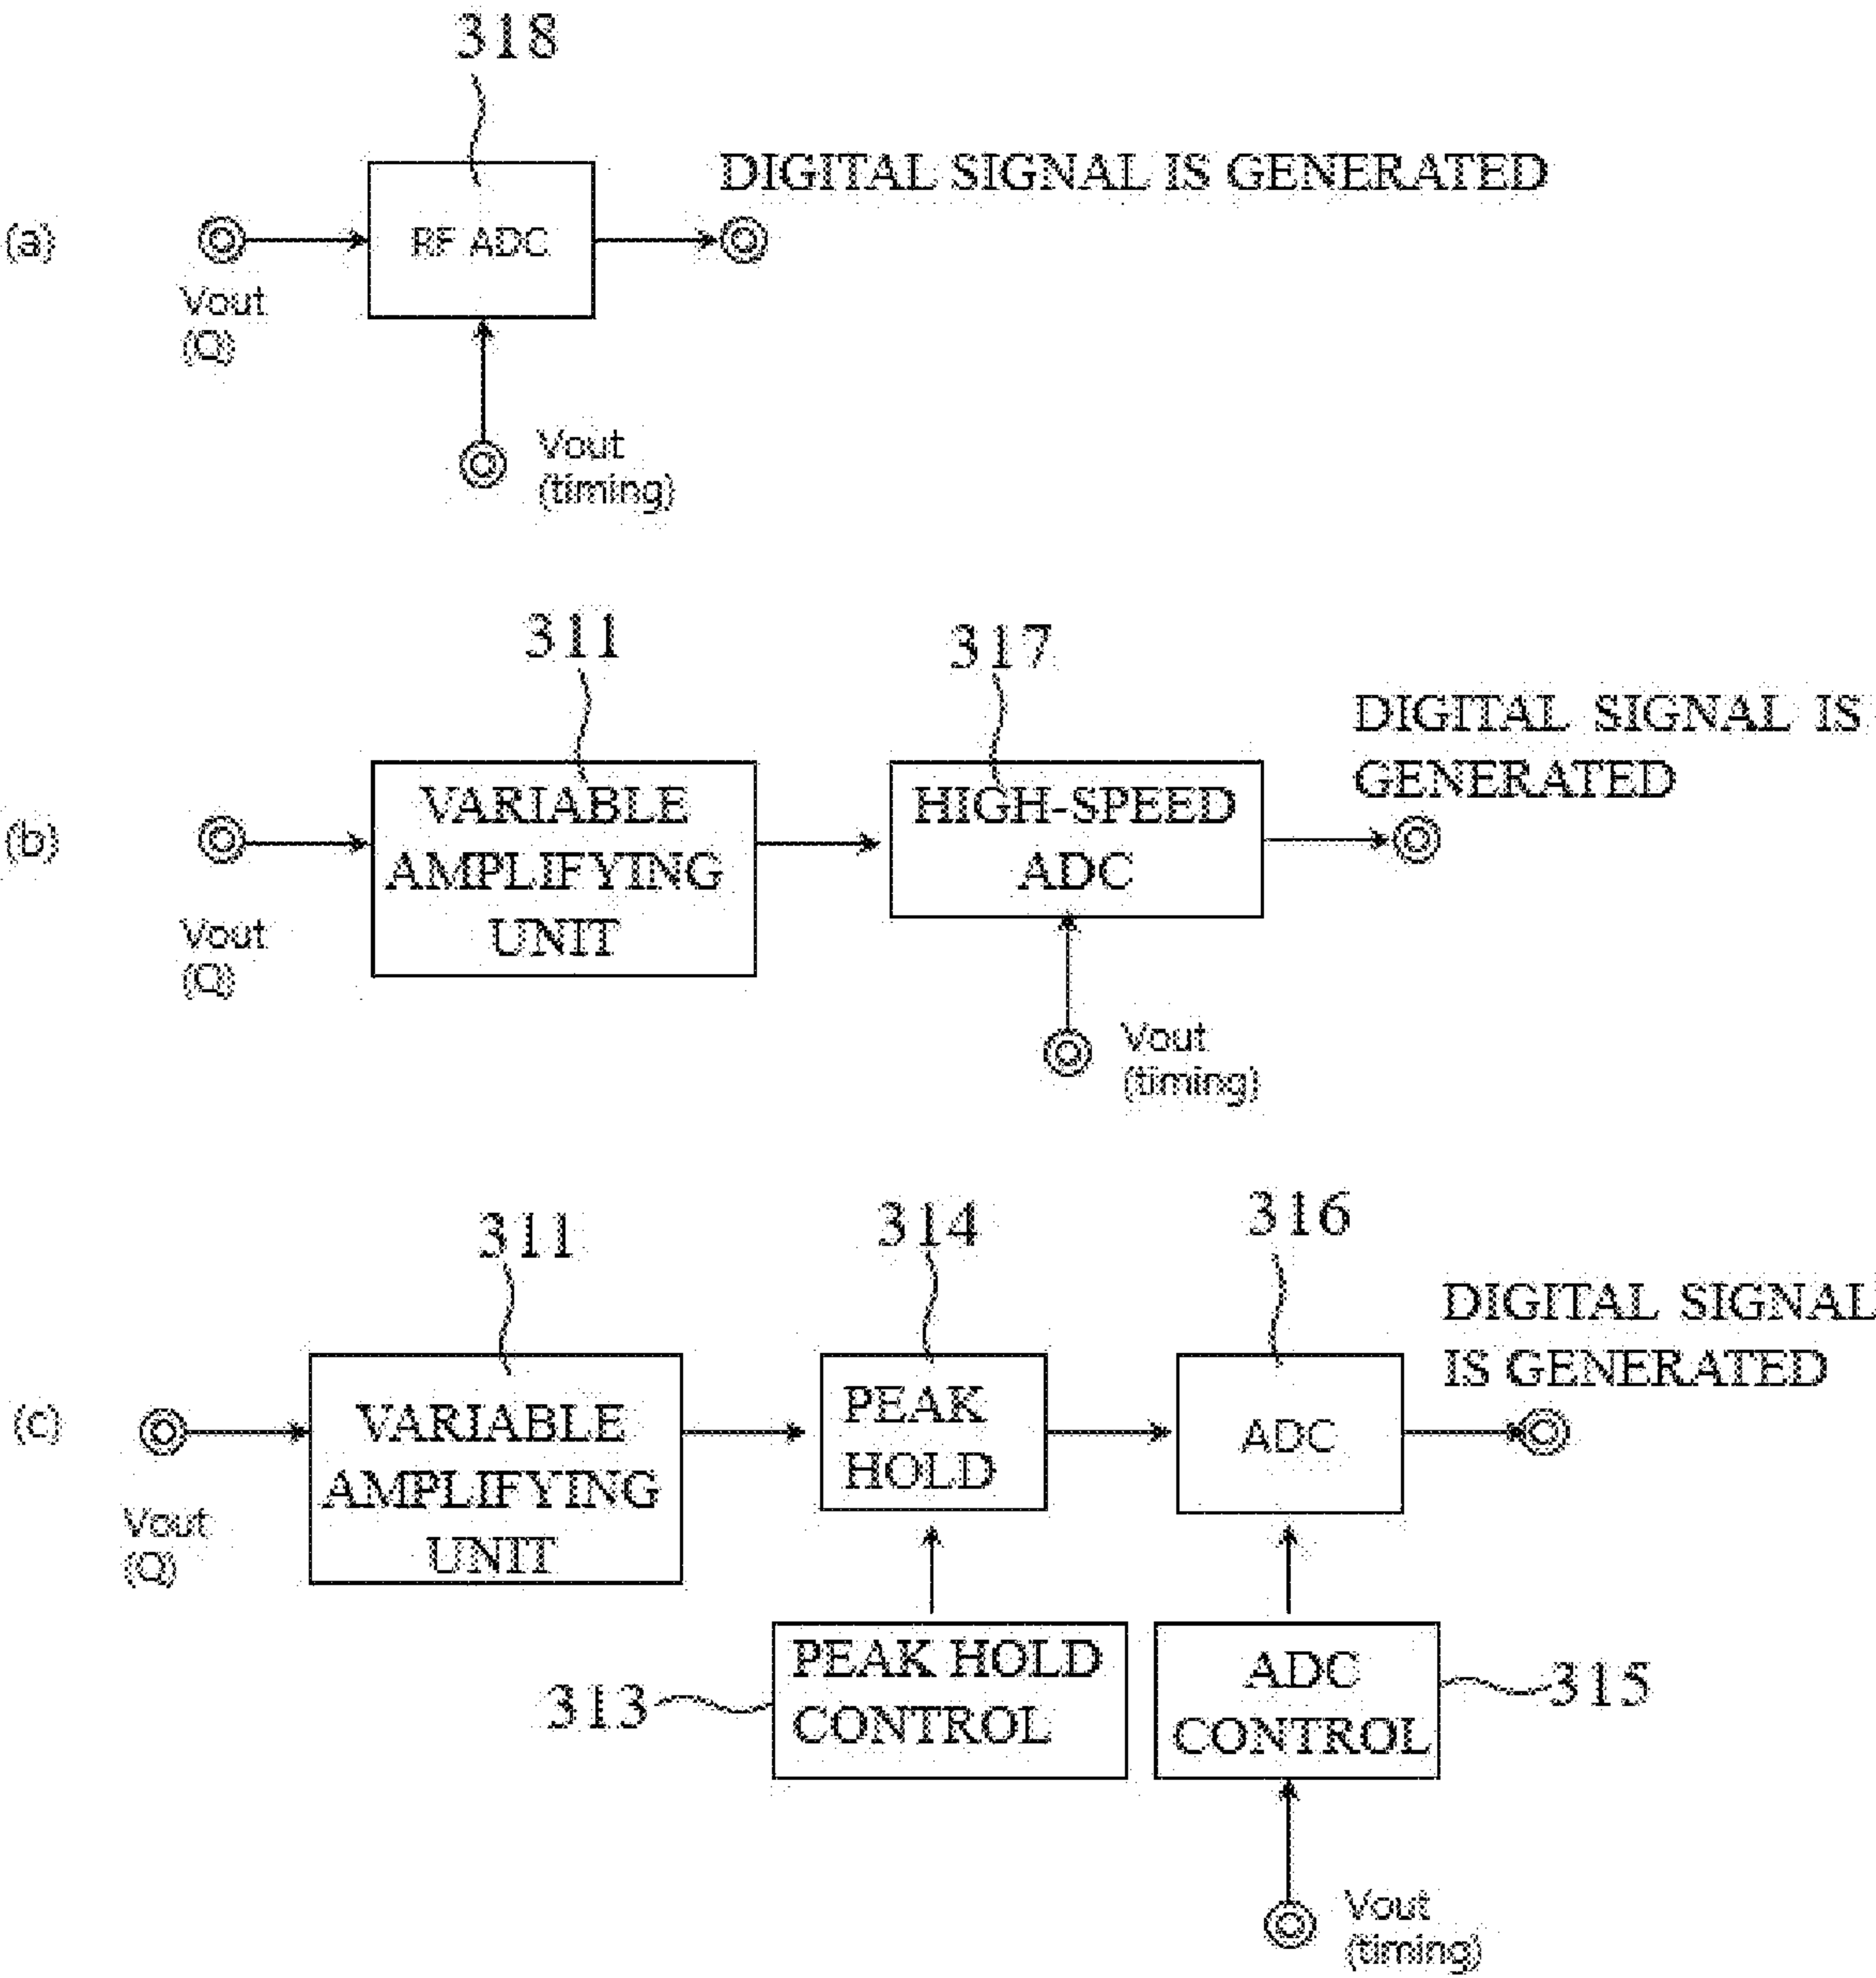 318
DIGITAL SIGNAL IS GENERATED
(a)
RF ADC
Vout
(Q)
Vout
(timing)
311
317
DIGITAL SIGNAL IS
GENERATED
(b)
VARIABLE
AMPLIFYING
UNIT
HIGH-SPEED
ADC
Vout
(Q)
Vout
(timing)
311
314
316
DIGITAL SIGNAL
IS GENERATED
(c)
VARIABLE
AMPLIFYING
UNIT
PEAK
HOLD
ADC
Vout
(Q)
313
PEAK HOLD
CONTROL
ADC
CONTROL
315
Vout
(timing)